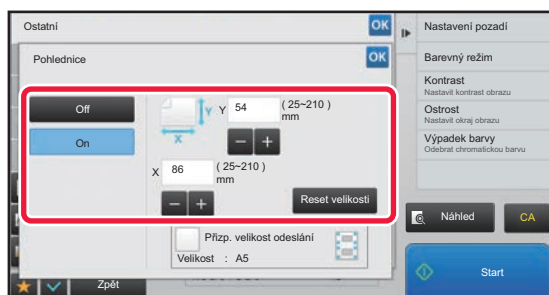 Ostatní
OK
Pohlednice
OK
Off
On
Y
Y
54
( 25~210 )
mm
X
X
86
( 25~210 )
mm
Reset velikosti
Přizp. velikost odeslání
Velikost : A5
Zpět
Nastavení pozadí
Barevný režim
Kontrast
Nastavit kontrast obrazu
Ostrost
Nastavit okraj obrazu
Výpadek barvy
Odebrat chromatickou barvu
Náhled
CA
Start